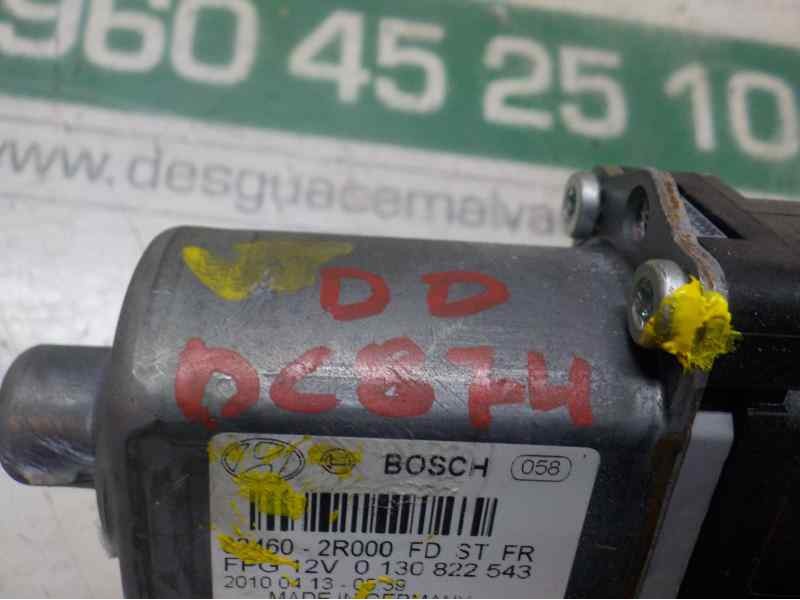 960 45 25 10
www.desguacemalva
DD
DC874
BOSCH 058
2R000 FD ST FR
FPG 12V 0 130 822 543
2010 04 13 -
MADE IN GERMANY